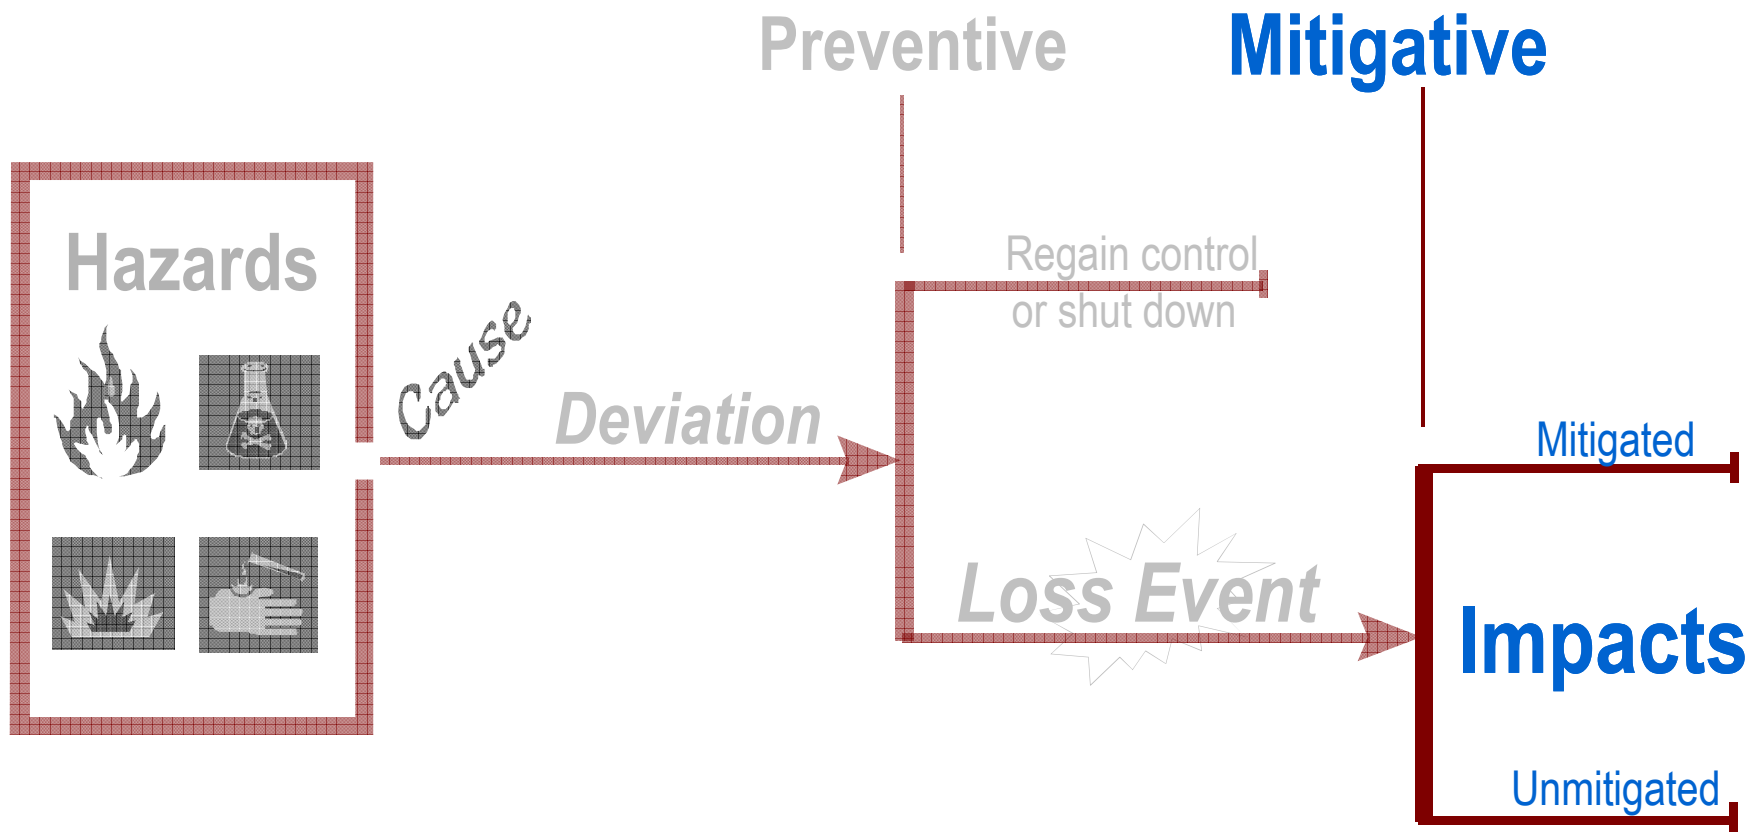 Preventive
Mitigative
Hazards
Regain control
or shut down
Cause
Deviation
Mitigated
Loss Event
Impacts
Unmitigated